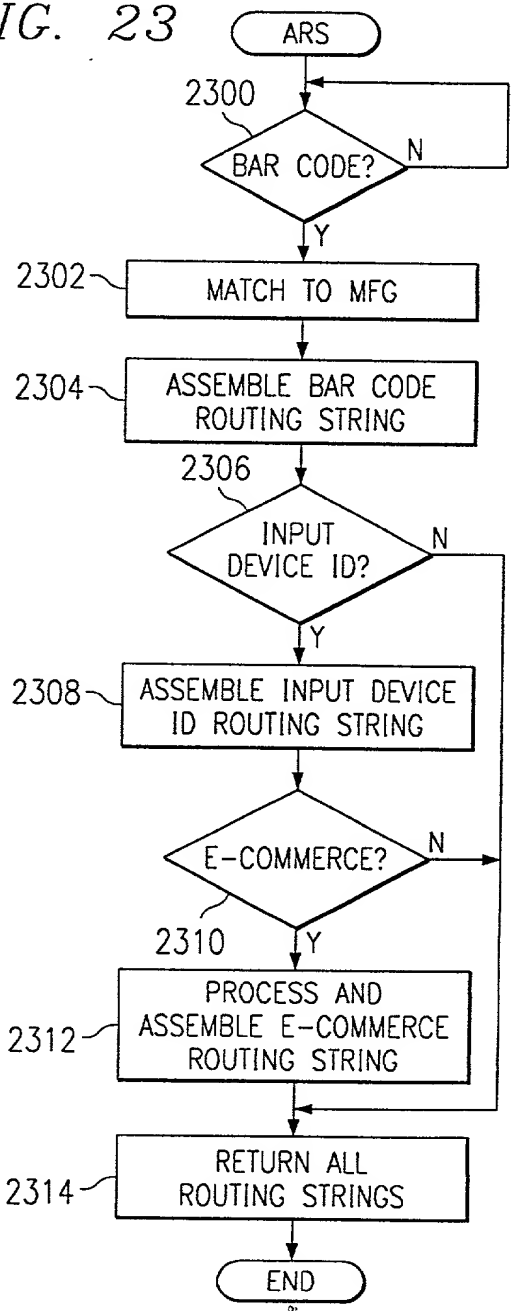 IG. 23
ARS
2300
BAR CODE?
N
Y
2302
MATCH TO MFG
2304
ASSEMBLE BAR CODE
ROUTING STRING
2306
INPUT
DEVICE ID?
N
Y
2308
ASSEMBLE INPUT DEVICE
ID ROUTING STRING
E-COMMERCE?
N
2310
Y
2312
PROCESS AND
ASSEMBLE E-COMMERCE
ROUTING STRING
2314
RETURN ALL
ROUTING STRINGS
END